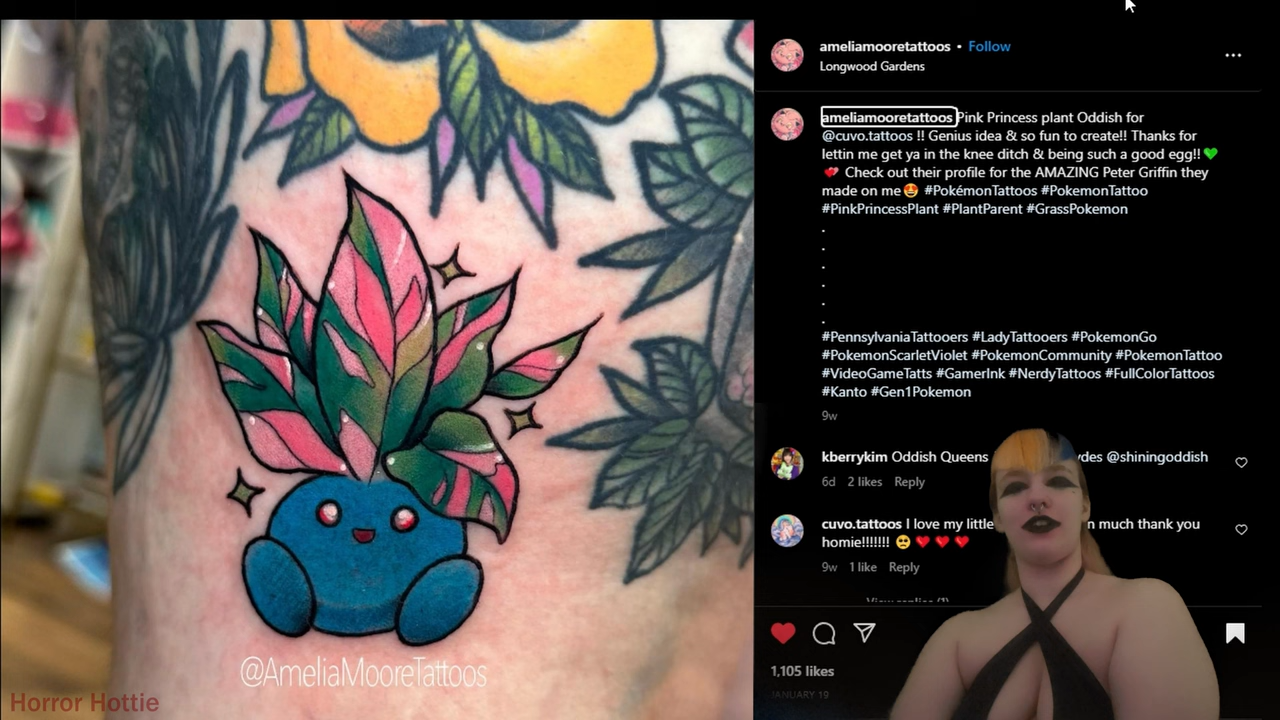 ameliamooretattoos • Follow
Longwood Gardens
ameliamooretattoos Pink Princess plant Oddish for
@cuvo.tattoos !! Genius idea & so fun to create!! Thanks for
lettin me get ya in the knee ditch & being such a good egg!!💚
💕 Check out their profile for the AMAZING Peter Griffin they
made on me😍 #PokémonTattoos #PokemonTattoo
#PinkPrincessPlant #PlantParent #GrassPokemon
.
.
.
.
.
.
#PennsylvaniaTattooers #LadyTattooers #PokemonGo
#PokemonScarletViolet #PokemonCommunity #PokemonTattoo
#VideoGameTatts #GamerInk #NerdyTattoos #FullColorTattoos
#Kanto #Gen1Pokemon
9w
kberrykim Oddish Queens @shiningoddish
6d 2 likes Reply
cuvo.tattoos I love my little much thank you
homie!!!!!!! 🥺❤️❤️❤️
9w 1 like Reply
View replies (1)
1,105 likes
JANUARY 19
@AmeliaMooreTattoos
Horror Hottie